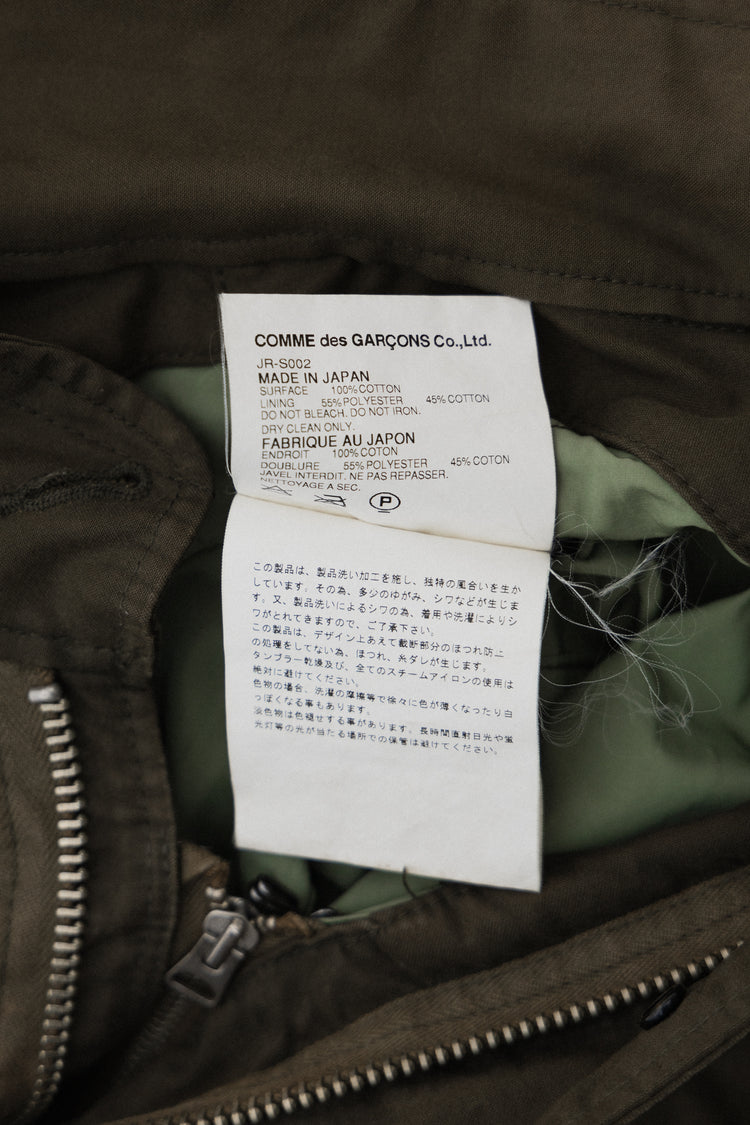 COMME des GARÇONS Co.,Ltd.
JR-S002
MADE IN JAPAN
SURFACE 100%COTTON
LINING 55%POLYESTER 45%COTTON
DO NOT BLEACH. DO NOT IRON.
DRY CLEAN ONLY.
FABRIQUE AU JAPON
ENDROIT 100%COTON
DOUBLURE 55%POLYESTER 45%COTON
JAVEL INTERDIT. NE PAS REPASSER.
NETTOYAGE A SEC.
P
この製品は、製品洗い加工を施し、独特の風合いを生か
しています。その為、多少のゆがみ、シワなどが生じま
す。又、製品洗いによるシワの為、着用や洗濯によりシ
ワがとれてきますので、ご了承下さい。
この製品は、デザイン上あえて裁断部分のほつれ防止
の処理をしてない為、ほつれ、糸ダレが生じます。
タンブラー乾燥及び、全てのスチームアイロンの使用は
絶対に避けてください。
色物の場合、洗濯の摩擦等で徐々に色が薄くなったり白
っぽくなる事もあります。
淡色物は色褪せする事があります。長時間直射日光や蛍
光灯等の光が当たる場所での保管は避けてください。